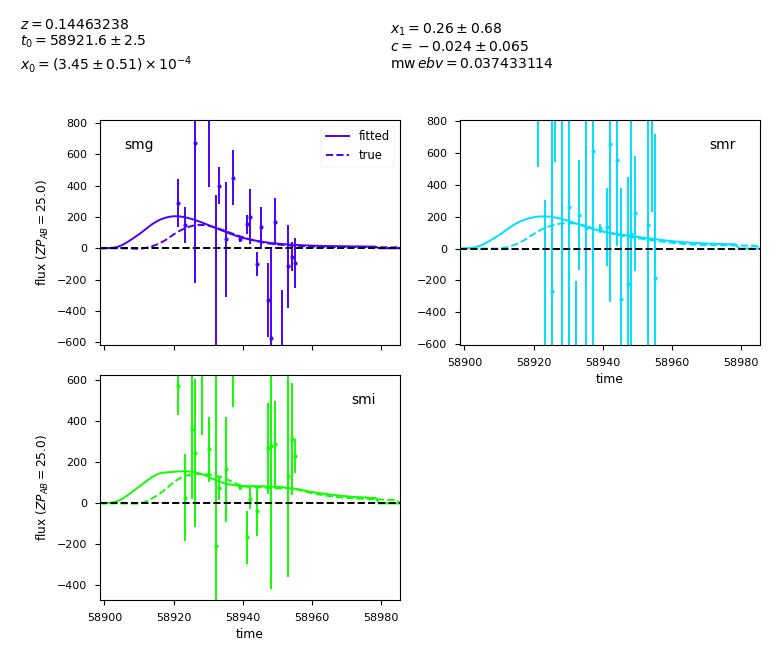 z = 0.14463238
t₀ = 58921.6 ± 2.5
x₀ = (3.45 ± 0.51) × 10⁻⁴
x₁ = 0.26 ± 0.68
c = −0.024 ± 0.065
mw ebv = 0.037433114
800
600
400
200
0
−200
−400
−600
flux (ZP_AB = 25.0)
smg
fitted
true
800
600
400
200
0
−200
−400
−600
smr
58900
58920
58940
58960
58980
time
600
400
200
0
−200
−400
flux (ZP_AB = 25.0)
smi
58900
58920
58940
58960
58980
time